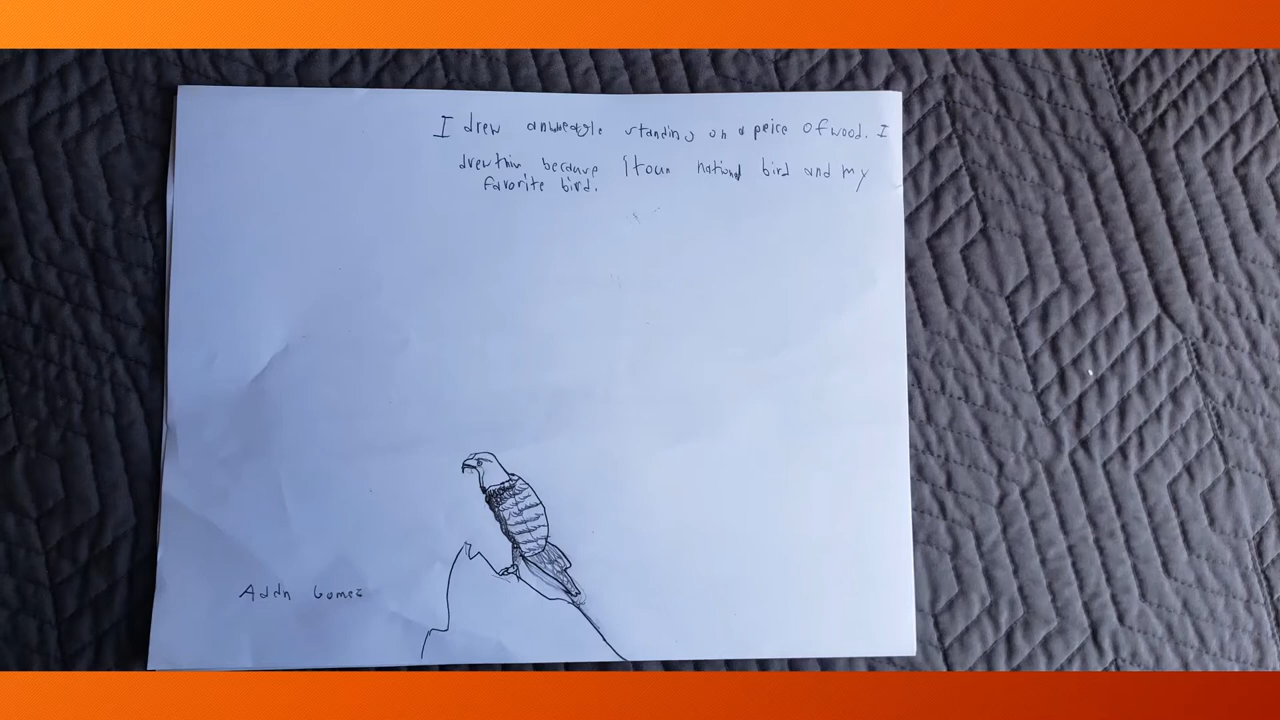 I drew an eagle standing on a peice of wood. I
drew this because it our national bird and my
favorite bird.
Adan Gomez